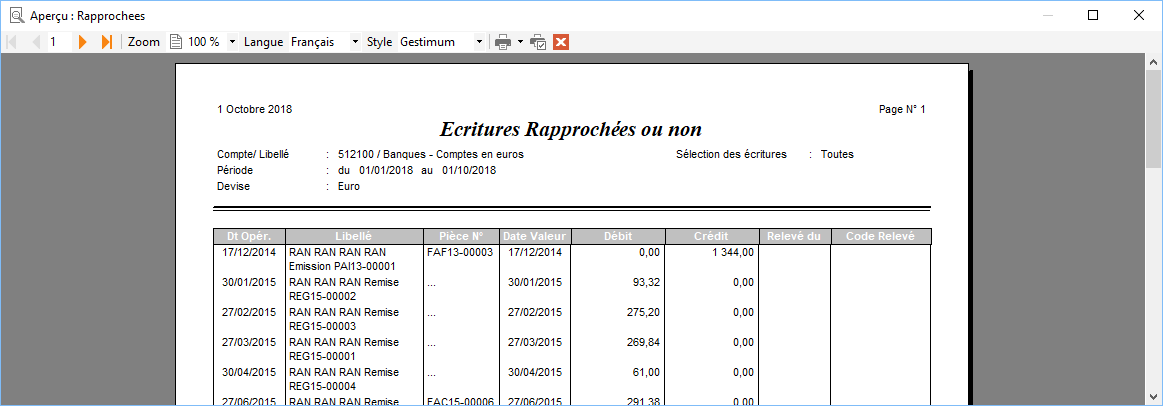 Aperçu : Rapprochees
1 Zoom 100 % Langue Français Style Gestimum
1 Octobre 2018 Page N° 1
Ecritures Rapprochées ou non
Compte/ Libellé : 512100 / Banques - Comptes en euros Sélection des écritures : Toutes
Période : du 01/01/2018 au 01/10/2018
Devise : Euro
Dt Opér. Libellé Pièce N° Date Valeur Débit Crédit Relevé du Code Relevé
17/12/2014 RAN RAN RAN RAN FAF13-00003 17/12/2014 0,00 1 344,00
Emission PAI13-00001
30/01/2015 RAN RAN RAN Remise ... 30/01/2015 93,32 0,00
REG15-00002
27/02/2015 RAN RAN RAN Remise ... 27/02/2015 275,20 0,00
REG15-00003
27/03/2015 RAN RAN RAN Remise ... 27/03/2015 269,84 0,00
REG15-00001
30/04/2015 RAN RAN RAN Remise ... 30/04/2015 61,00 0,00
REG15-00004
27/06/2015 RAN RAN RAN Remise FAC15-00006 27/06/2015 291,38 0,00